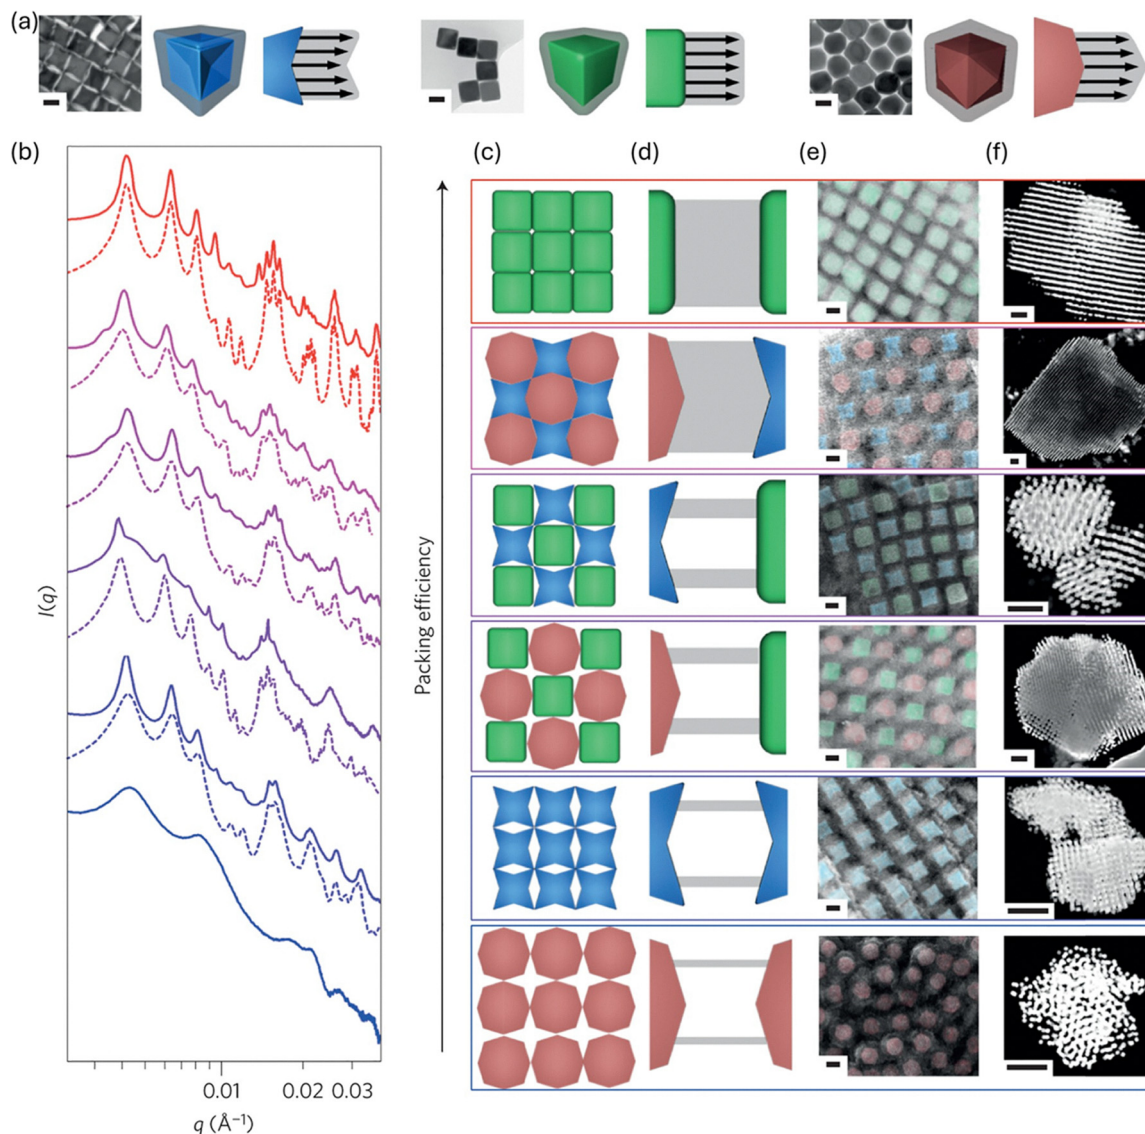 (a)
(b)
(c)
(d)
(e)
(f)
I(q)
Packing efficiency
0.01
0.02
0.03
q (Å⁻¹)